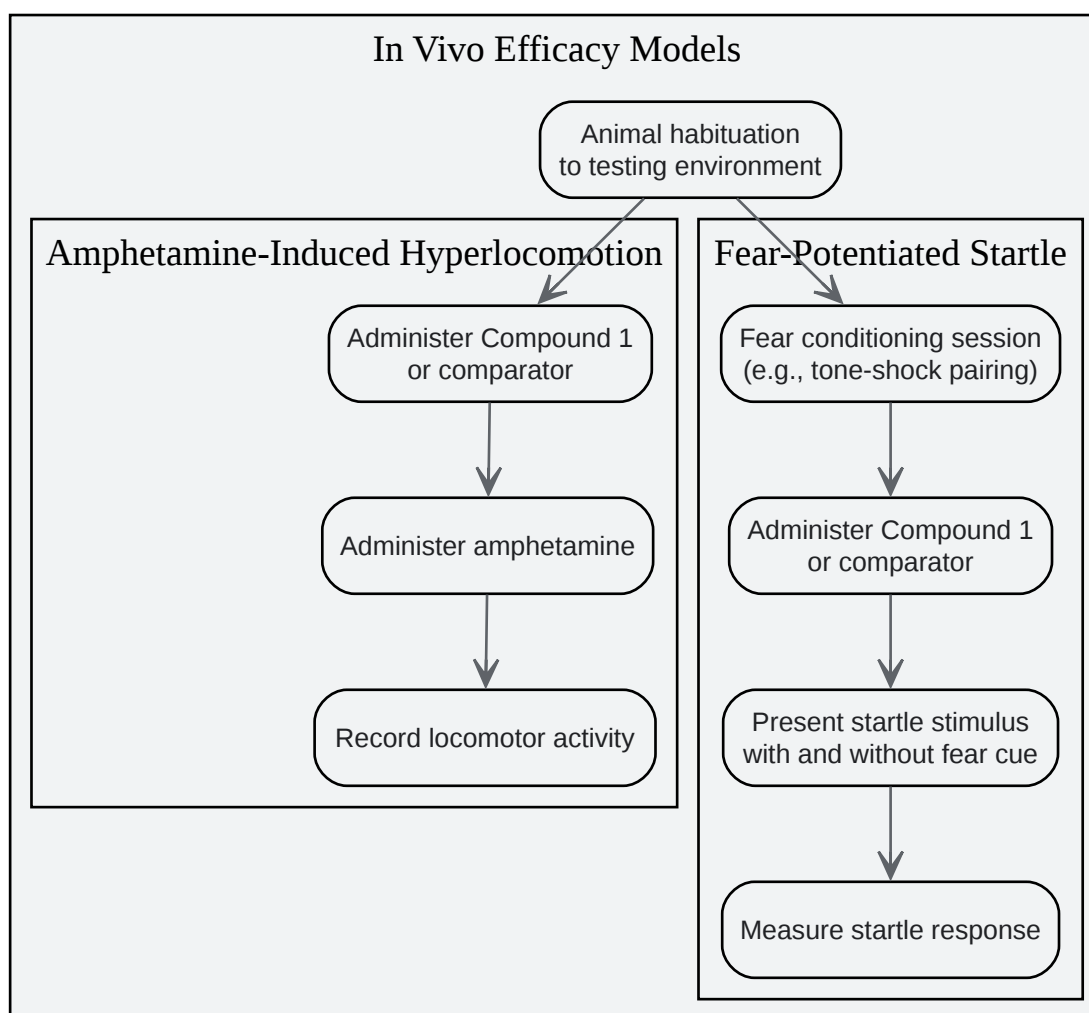 In Vivo Efficacy Models
Animal habituation
to testing environment
Amphetamine-Induced Hyperlocomotion
Administer Compound 1
or comparator
Administer amphetamine
Record locomotor activity
Fear-Potentiated Startle
Fear conditioning session
(e.g., tone-shock pairing)
Administer Compound 1
or comparator
Present startle stimulus
with and without fear cue
Measure startle response